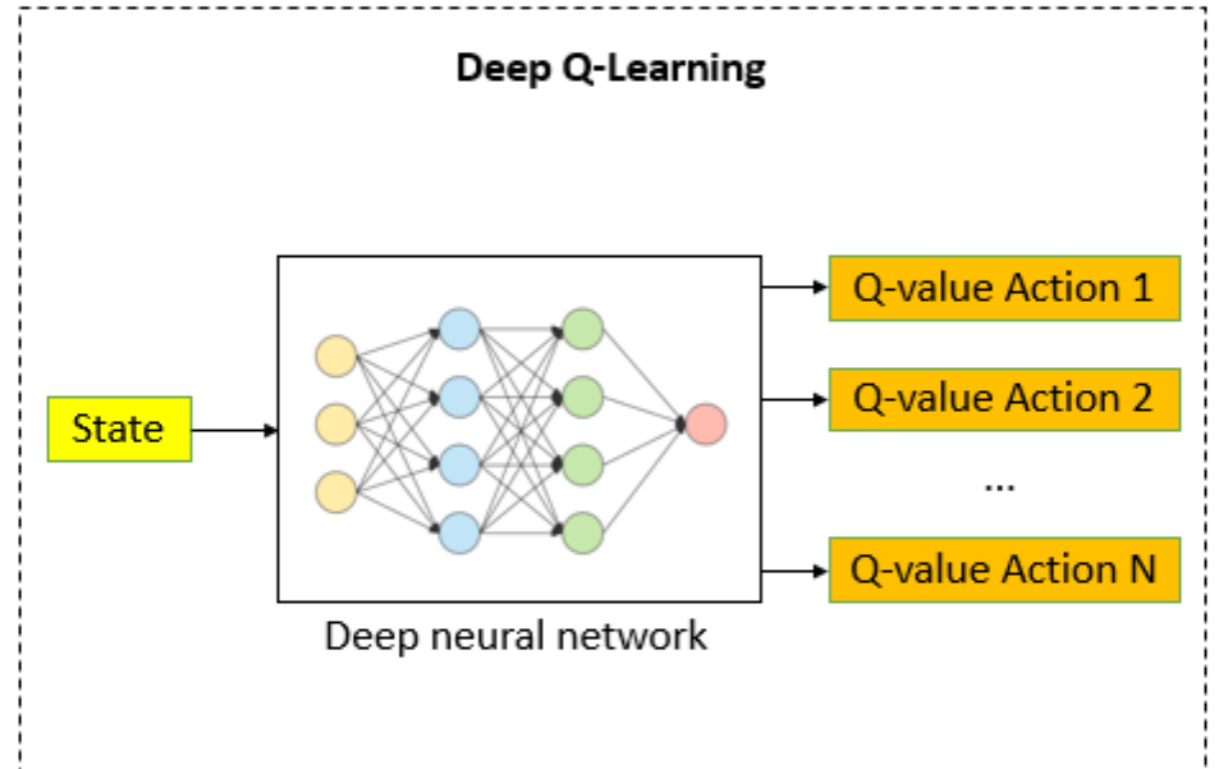 Deep Q-Learning
State
Q-value Action 1
Q-value Action 2
...
Q-value Action N
Deep neural network